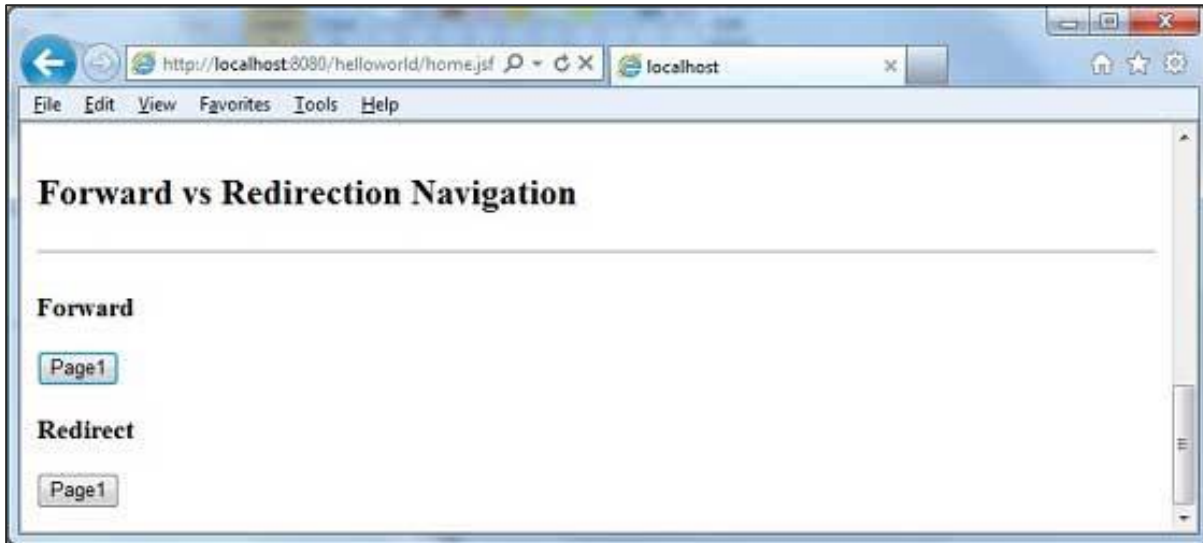 http://localhost:8080/helloworld/home.jsf
localhost
File Edit View Favorites Tools Help
Forward vs Redirection Navigation
Forward
Page1
Redirect
Page1